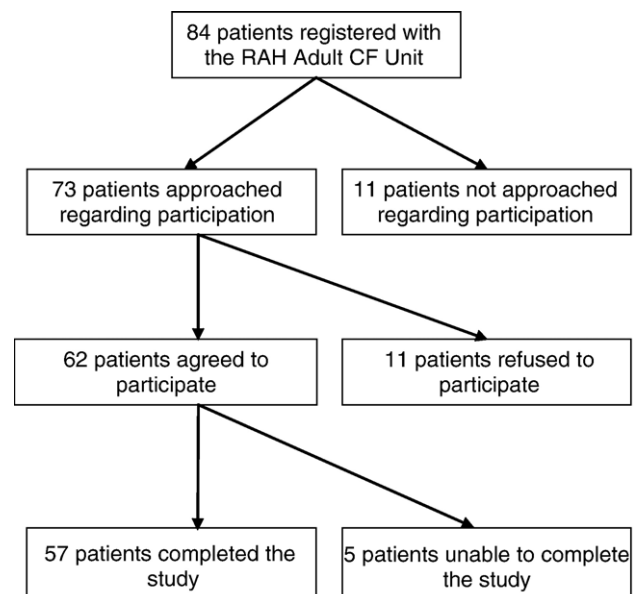 84 patients registered with
the RAH Adult CF Unit
73 patients approached
regarding participation
11 patients not approached
regarding participation
62 patients agreed to
participate
11 patients refused to
participate
57 patients completed the
study
5 patients unable to complete
the study